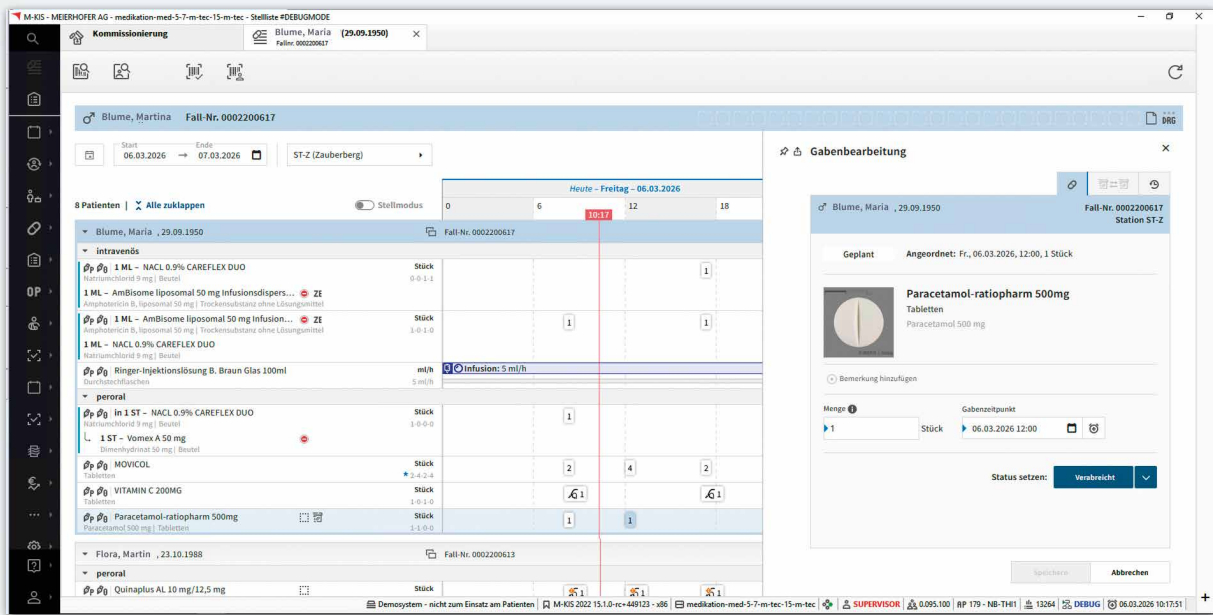 M-KIS - MEIERHOFER AG - medikation-med-5-7-m-tec-15-m-tec - Stellliste #DEBUGMODE
Kommissionierung
Blume, Maria (29.09.1950)
Fallnr. 0002200617
Blume, Martina Fall-Nr. 0002200617
DRG
Start
06.03.2026 → Ende 07.03.2026
ST-Z (Zauberberg)
8 Patienten | Alle zuklappen
Stellmodus
Heute – Freitag – 06.03.2026
0 6 12 18
10:17
Blume, Maria , 29.09.1950
Fall-Nr. 0002200617
intravenös
1 ML – NACL 0.9% CAREFLEX DUO Stück
Natriumchlorid 9 mg | Beutel 0-0-1-1
1
1 ML – AmBisome liposomal 50 mg Infusionsdispers... ZE
Amphotericin B, liposomal 50 mg | Trockensubstanz ohne Lösungsmittel
1 ML – AmBisome liposomal 50 mg Infusion... ZE Stück
Amphotericin B, liposomal 50 mg | Trockensubstanz ohne Lösungsmittel 1-0-1-0
1 1
1 ML – NACL 0.9% CAREFLEX DUO
Natriumchlorid 9 mg | Beutel
Ringer-Injektionslösung B. Braun Glas 100ml ml/h
Durchstechflaschen 5 ml/h
Infusion: 5 ml/h
peroral
in 1 ST – NACL 0.9% CAREFLEX DUO Stück
Natriumchlorid 9 mg | Beutel 1-0-0-0
1
1 ST – Vomex A 50 mg
Dimenhydrinat 50 mg | Beutel
MOVICOL Stück
Tabletten 2-4-2-4
2 4 2
VITAMIN C 200MG Stück
Tabletten 1-0-1-0
1 1
Paracetamol-ratiopharm 500mg Stück
Paracetamol 500 mg | Tabletten 1-1-0-0
1 1
Flora, Martin , 23.10.1988
Fall-Nr. 0002200613
peroral
Quinaplus AL 10 mg/12,5 mg Stück
1 1 1
OP
Gabenbearbeitung
Blume, Maria , 29.09.1950
Fall-Nr. 0002200617
Station ST-Z
Geplant
Angeordnet: Fr., 06.03.2026, 12:00, 1 Stück
Paracetamol-ratiopharm 500mg
Tabletten
Paracetamol 500 mg
Bemerkung hinzufügen
Menge
1 Stück
Gabenzeitpunkt
06.03.2026 12:00
Status setzen: Verabreicht
Speichern Abbrechen
Demosystem - nicht zum Einsatz am Patienten | M-KIS 2022 15.1.0-rc+449123 - x86 | medikation-med-5-7-m-tec-15-m-tec | SUPERVISOR | 0.095.100 | AP 179 - NB-THI1 | 13264 | DEBUG | 06.03.2026 10:17:51